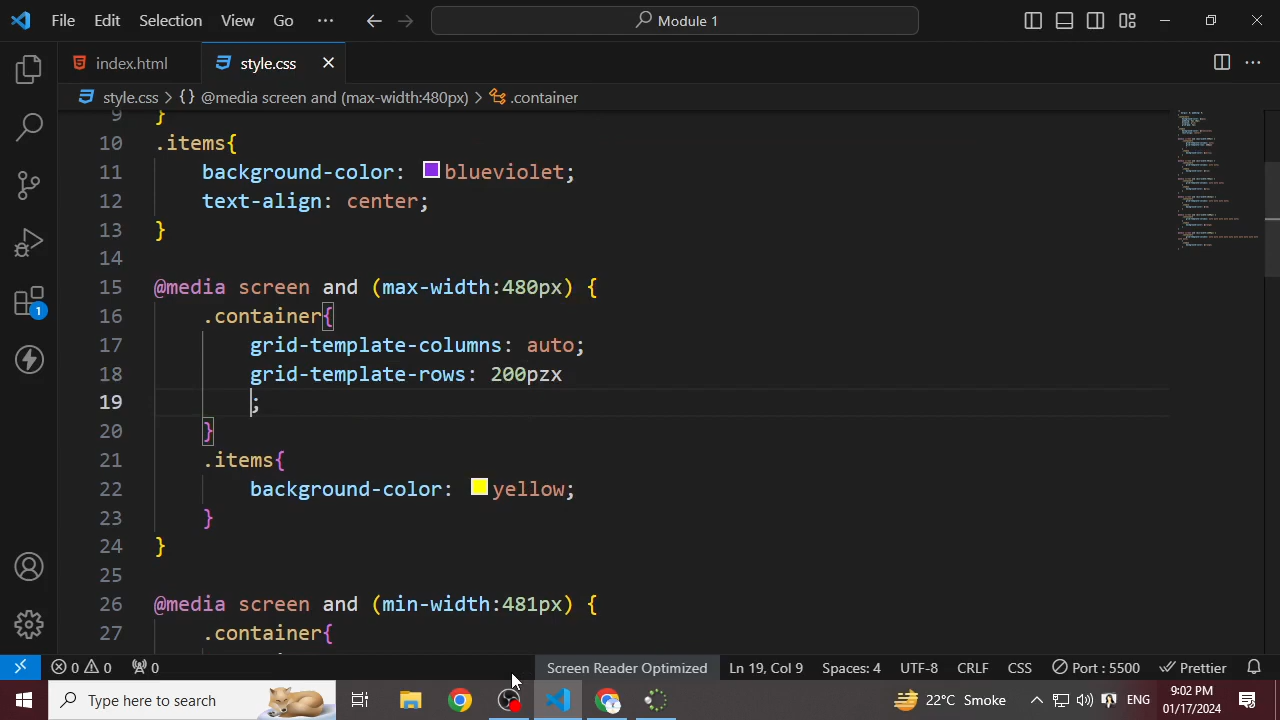 File Edit Selection View Go ··· Module 1
index.html style.css
style.css > {} @media screen and (max-width:480px) > .container
9 }
10 .items{
11 background-color: blueviolet;
12 text-align: center;
13 }
14
15 @media screen and (max-width:480px) {
16 .container{
17 grid-template-columns: auto;
18 grid-template-rows: 200pzx
19 ;
20 }
21 .items{
22 background-color: yellow;
23 }
24 }
25
26 @media screen and (min-width:481px) {
27 .container{
1
0 0 0 Screen Reader Optimized Ln 19, Col 9 Spaces: 4 UTF-8 CRLF CSS Port : 5500 Prettier
Type here to search 22°C Smoke ENG 9:02 PM
01/17/2024